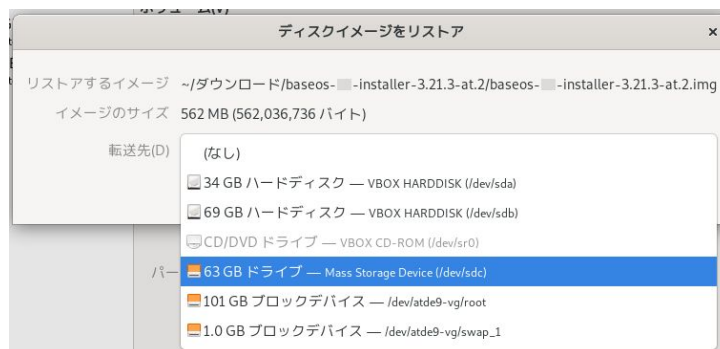 ディスクイメージをリストア
リストアするイメージ ~/ダウンロード/baseos- -installer-3.21.3-at.2/baseos- -installer-3.21.3-at.2.img
イメージのサイズ 562 MB (562,036,736 バイト)
転送先(D) (なし)
34 GB ハードディスク — VBOX HARDDISK (/dev/sda)
69 GB ハードディスク — VBOX HARDDISK (/dev/sdb)
CD/DVD ドライブ — VBOX CD-ROM (/dev/sr0)
パー 63 GB ドライブ — Mass Storage Device (/dev/sdc)
101 GB ブロックデバイス — /dev/atde9-vg/root
1.0 GB ブロックデバイス — /dev/atde9-vg/swap_1